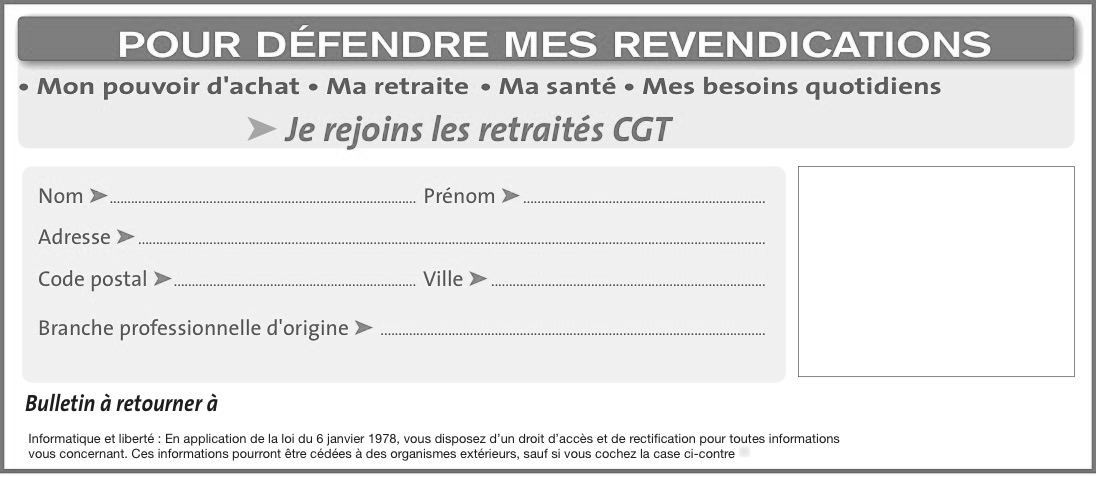 POUR DÉFENDRE MES REVENDICATIONS
• Mon pouvoir d'achat • Ma retraite • Ma santé • Mes besoins quotidiens
➤ Je rejoins les retraités CGT
Nom ➤ ........................ Prénom ➤ ........................
Adresse ➤ ........................
Code postal ➤ ........................ Ville ➤ ........................
Branche professionnelle d'origine ➤ ........................
Bulletin à retourner à
Informatique et liberté : En application de la loi du 6 janvier 1978, vous disposez d’un droit d’accès et de rectification pour toutes informations
vous concernant. Ces informations pourront être cédées à des organismes extérieurs, sauf si vous cochez la case ci-contre